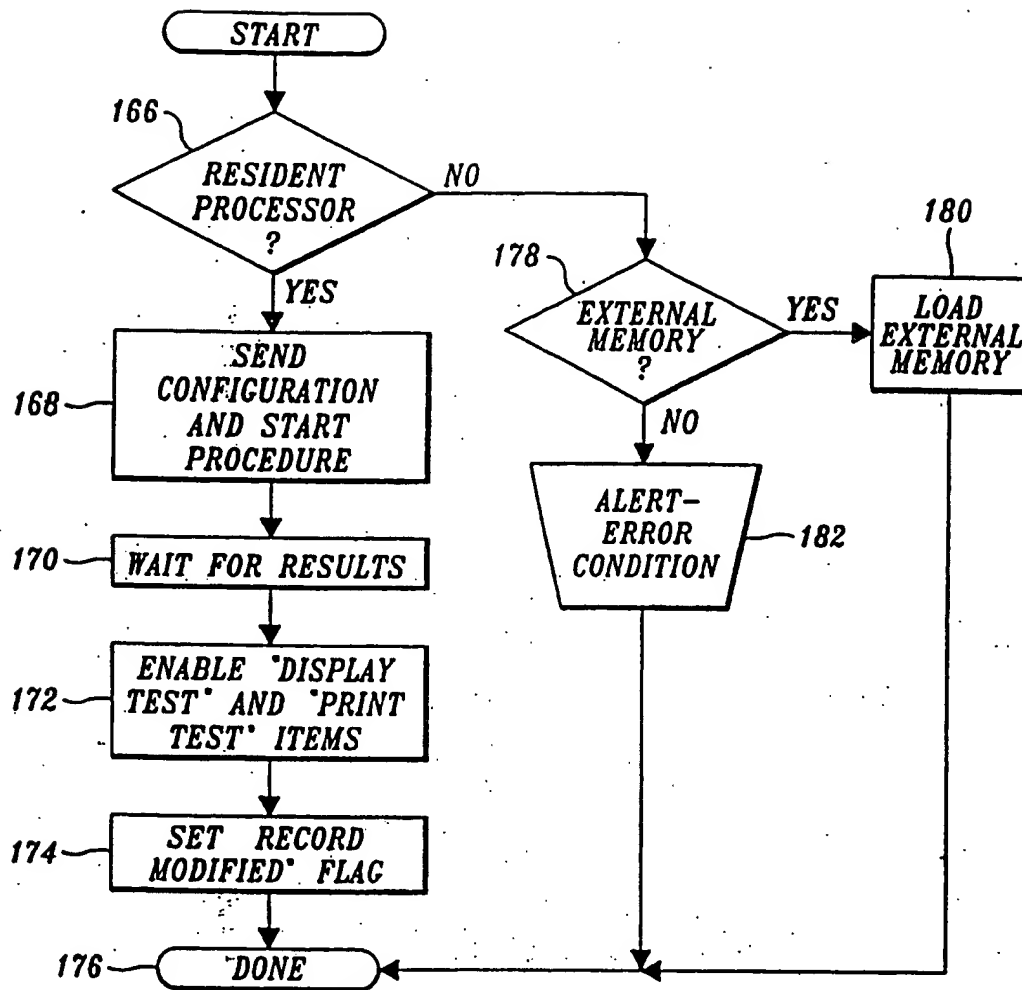 START
166
RESIDENT
PROCESSOR
?
NO
YES
178
EXTERNAL
MEMORY
?
YES
180
LOAD
EXTERNAL
MEMORY
NO
168
SEND
CONFIGURATION
AND START
PROCEDURE
ALERT-
ERROR
CONDITION
182
170
WAIT FOR RESULTS
172
ENABLE "DISPLAY
TEST" AND "PRINT
TEST" ITEMS
174
SET RECORD
MODIFIED" FLAG
176
DONE